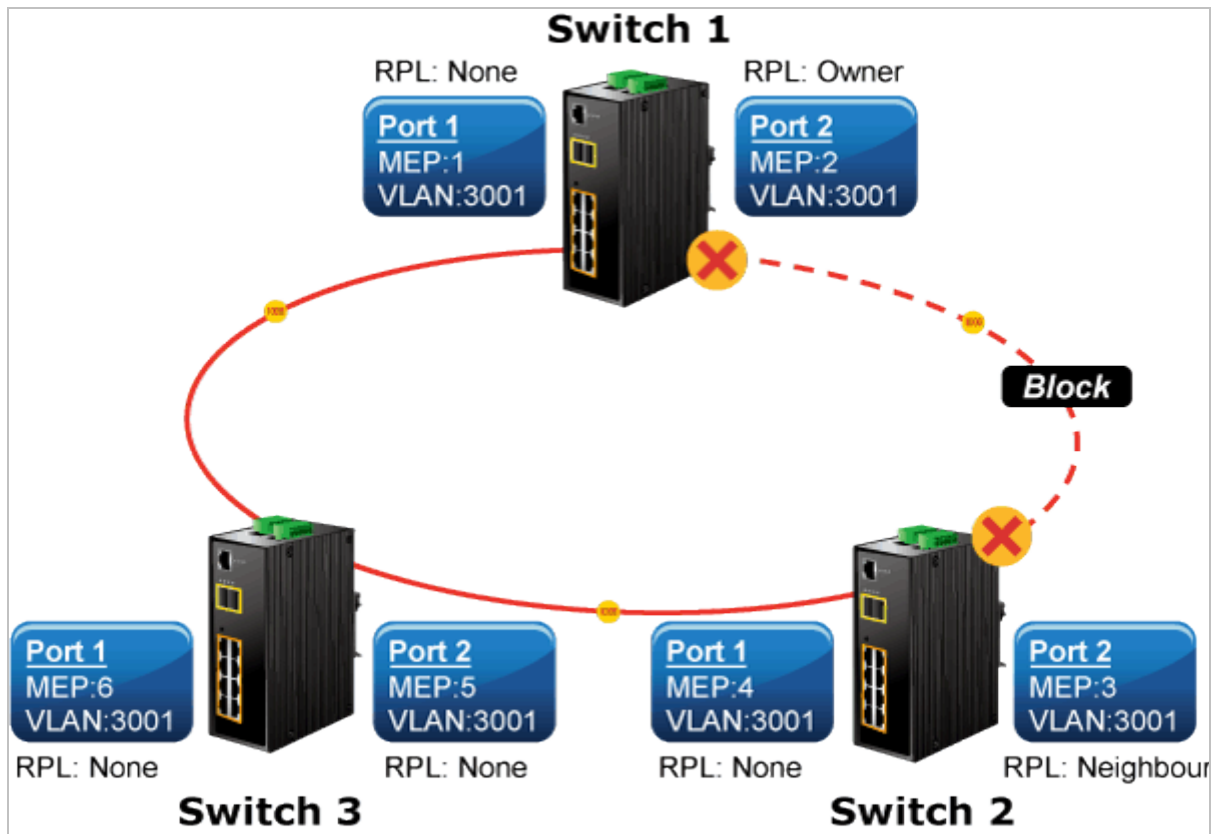 Switch 1
RPL: None
RPL: Owner
Port 1
MEP:1
VLAN:3001
Port 2
MEP:2
VLAN:3001
Block
Port 1
MEP:6
VLAN:3001
Port 2
MEP:5
VLAN:3001
Port 1
MEP:4
VLAN:3001
Port 2
MEP:3
VLAN:3001
RPL: None
RPL: None
RPL: None
RPL: Neighbour
Switch 3
Switch 2